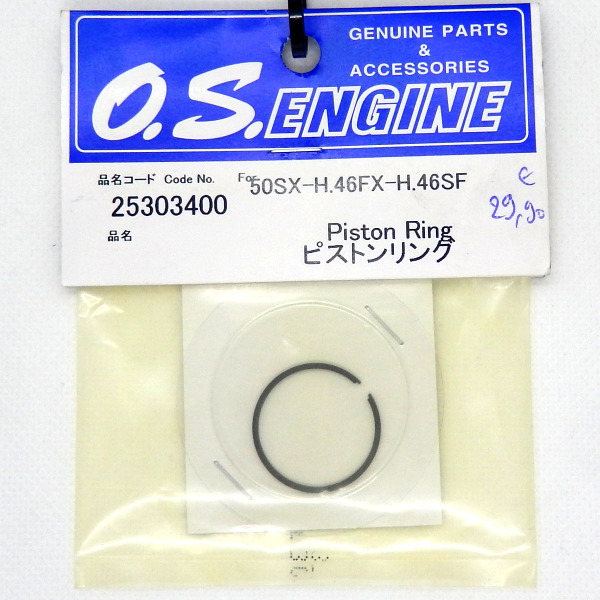 GENUINE PARTS
&
ACCESSORIES
O.S.ENGINE
品名コード Code No. For 50SX-H.46FX-H.46SF
25303400
品名 Piston Ring
ピストンリング
€
29,90